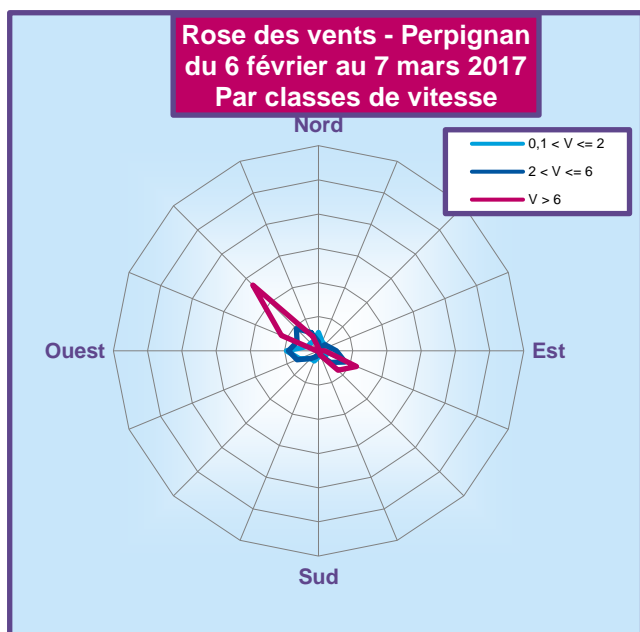 Rose des vents - Perpignan
du 6 février au 7 mars 2017
Par classes de vitesse
Nord
0,1 < V <= 2
2 < V <= 6
V > 6
Ouest
Est
Sud